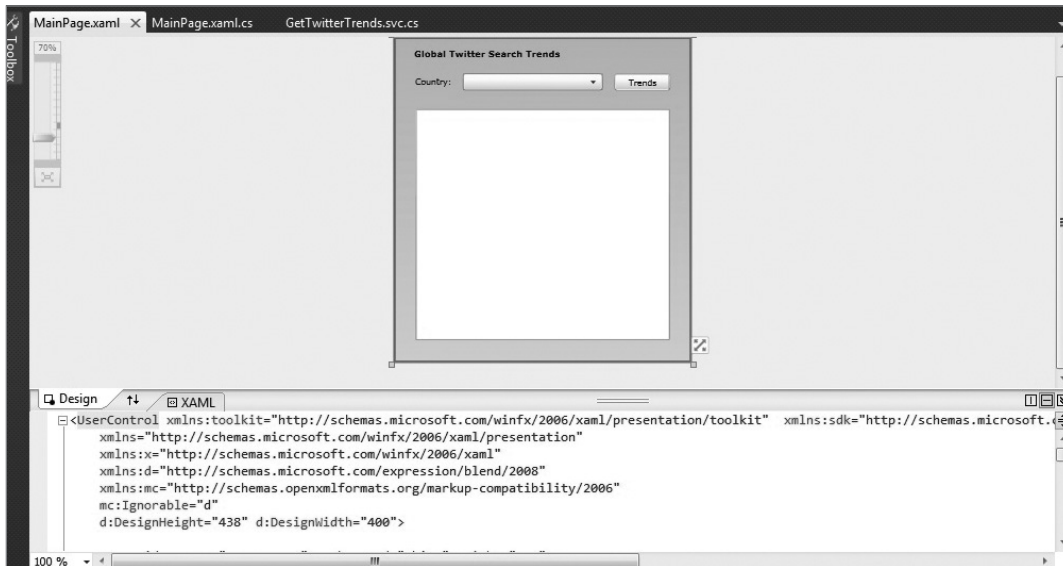 MainPage.xaml MainPage.xaml.cs GetTwitterTrends.svc.cs
Toolbox
70%
Global Twitter Search Trends
Country: Trends
Design XAML
<UserControl xmlns:toolkit="http://schemas.microsoft.com/winfx/2006/xaml/presentation/toolkit" xmlns:sdk="http://schemas.microsoft.c
xmlns="http://schemas.microsoft.com/winfx/2006/xaml/presentation"
xmlns:x="http://schemas.microsoft.com/winfx/2006/xaml"
xmlns:d="http://schemas.microsoft.com/expression/blend/2008"
xmlns:mc="http://schemas.openxmlformats.org/markup-compatibility/2006"
mc:Ignorable="d"
d:DesignHeight="438" d:DesignWidth="400">
100 %